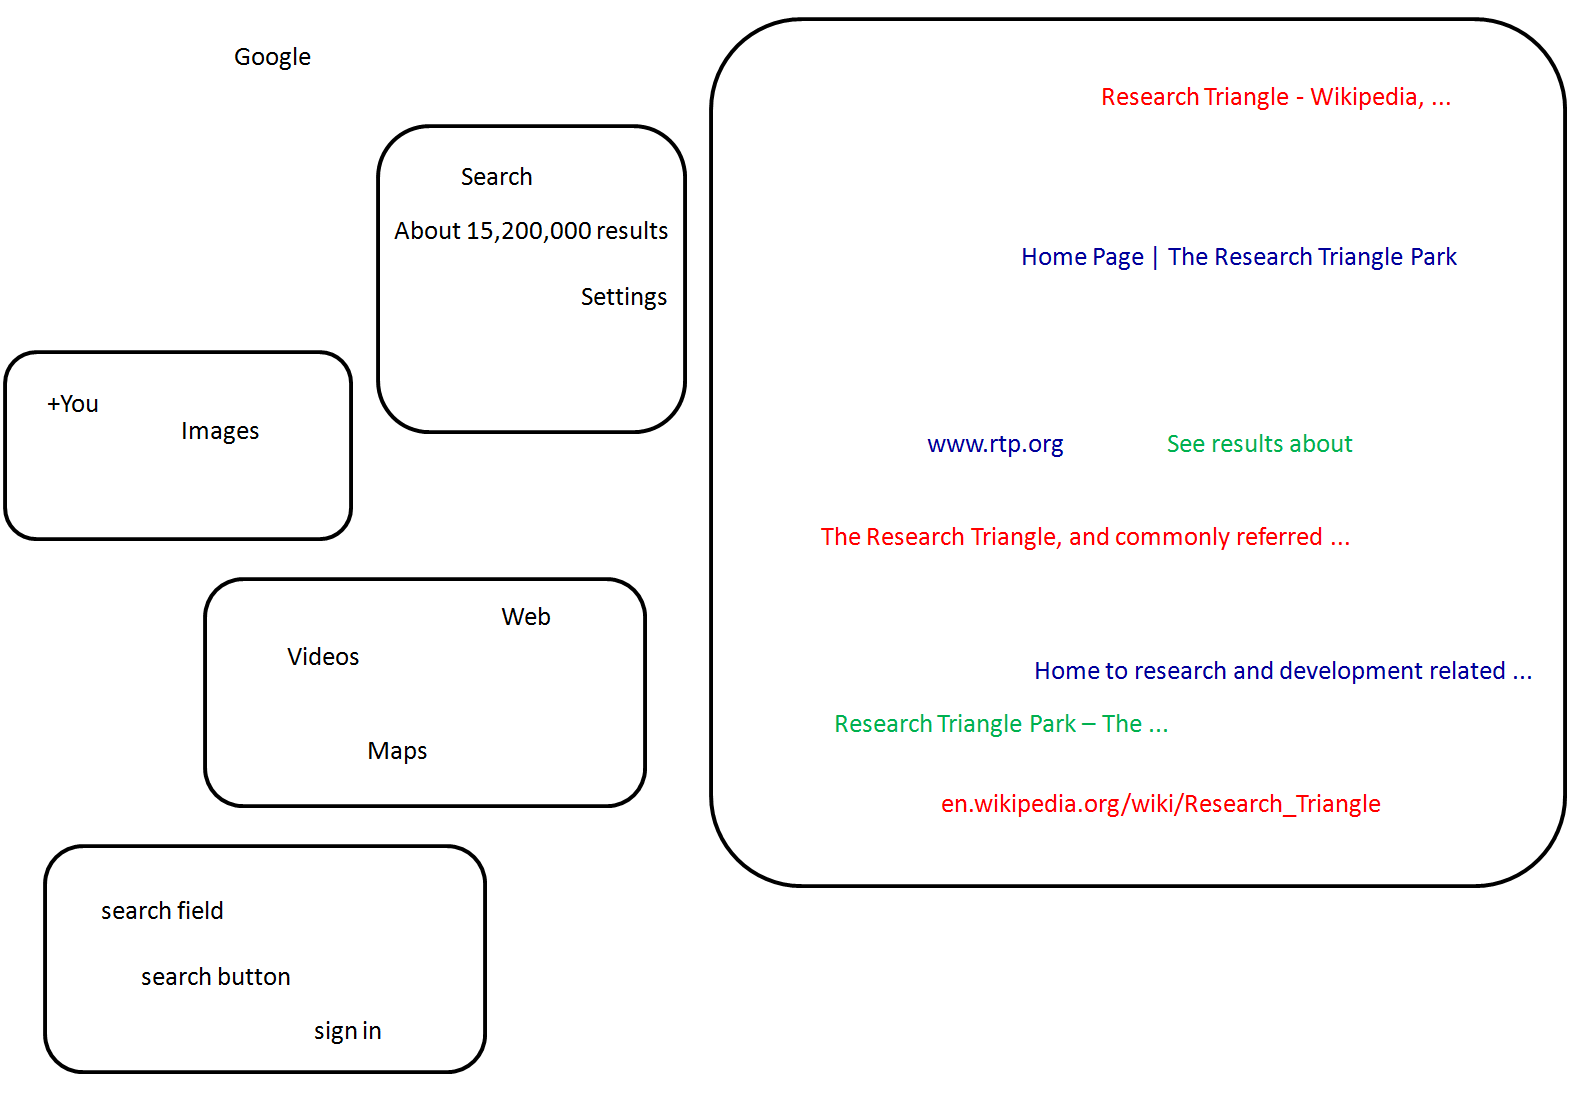 Google
Search
About 15,200,000 results
Settings
+You
Images
Web
Videos
Maps
search field
search button
sign in
Research Triangle - Wikipedia, ...
Home Page | The Research Triangle Park
www.rtp.org
See results about
The Research Triangle, and commonly referred ...
Home to research and development related ...
Research Triangle Park – The ...
en.wikipedia.org/wiki/Research_Triangle